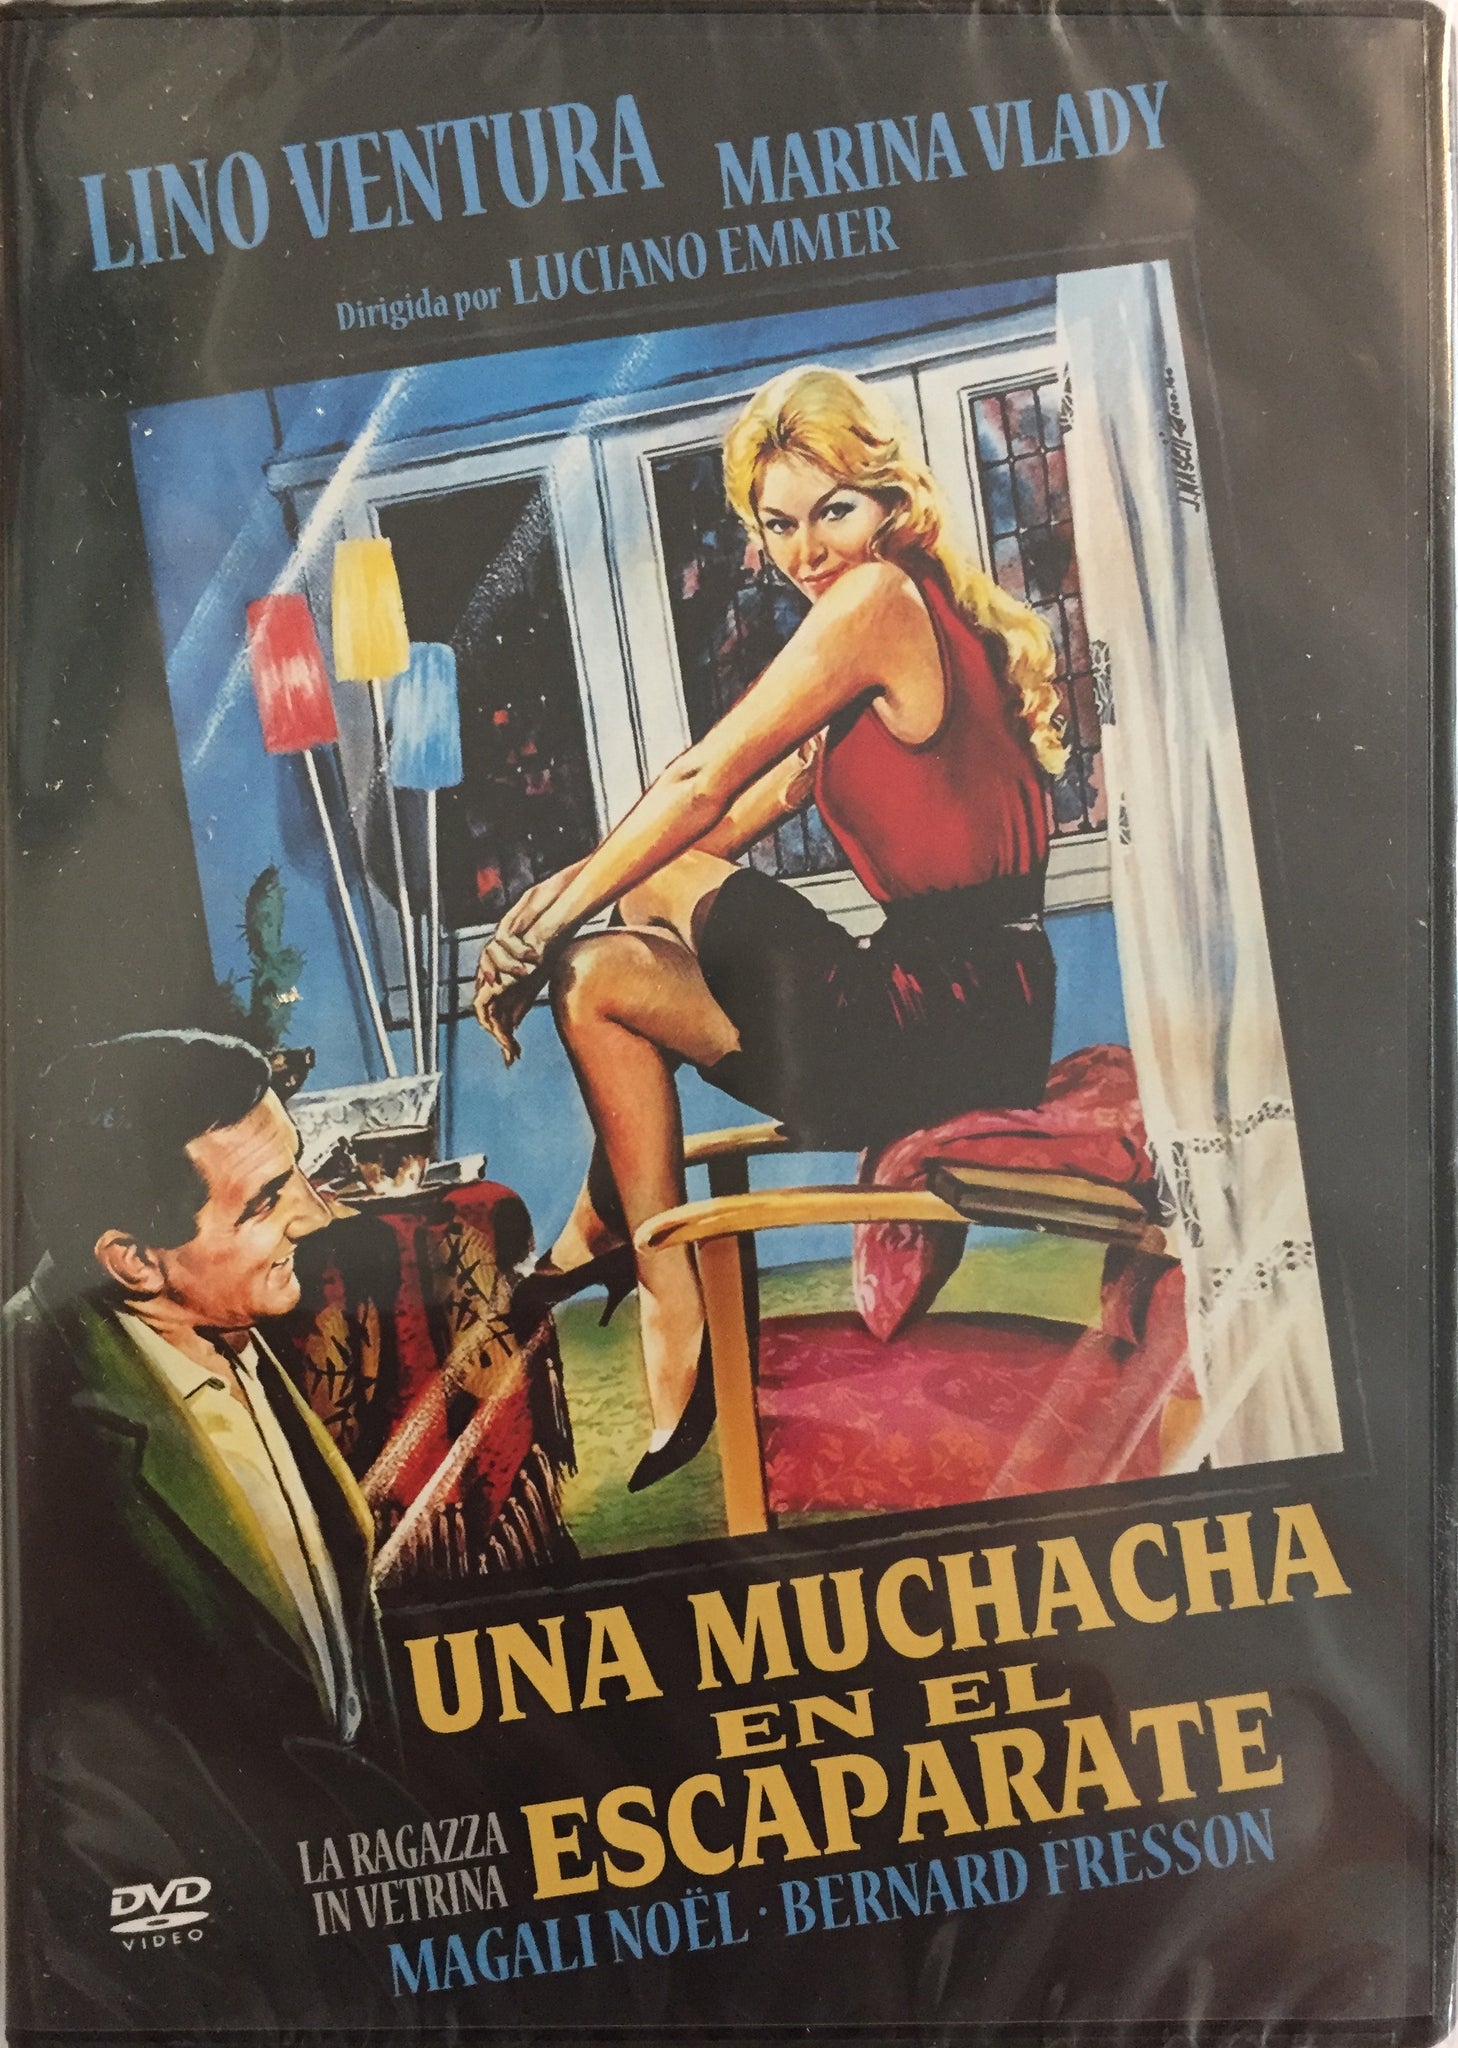 LINO VENTURA MARINA VLADY
Dirigida por LUCIANO EMMER
UNA MUCHACHA
EN EL
ESCAPARATE
LA RAGAZZA
IN VETRINA
MAGALI NOËL · BERNARD FRESSON
DVD
VIDEO